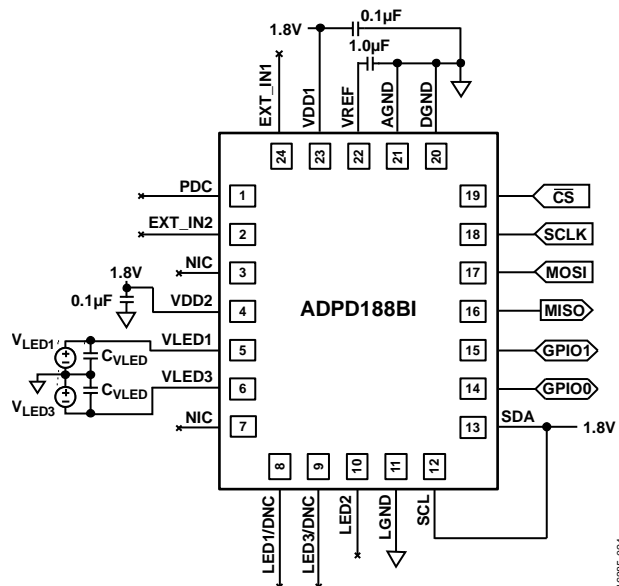 0.1µF
1.8V
1.0µF
EXT_IN1
VDD1
VREF
AGND
DGND
24
23
22
21
20
PDC
1
EXT_IN2
2
NIC
3
1.8V
0.1µF
VDD2
4
VLED1
CVLED
VLED1
5
CVLED
VLED3
VLED3
6
NIC
7
ADPD188BI
19
CS
18
SCLK
17
MOSI
16
MISO
15
GPIO1
14
GPIO0
13
SDA
1.8V
8
9
10
11
12
LED1/DNC
LED3/DNC
LED2
LGND
SCL